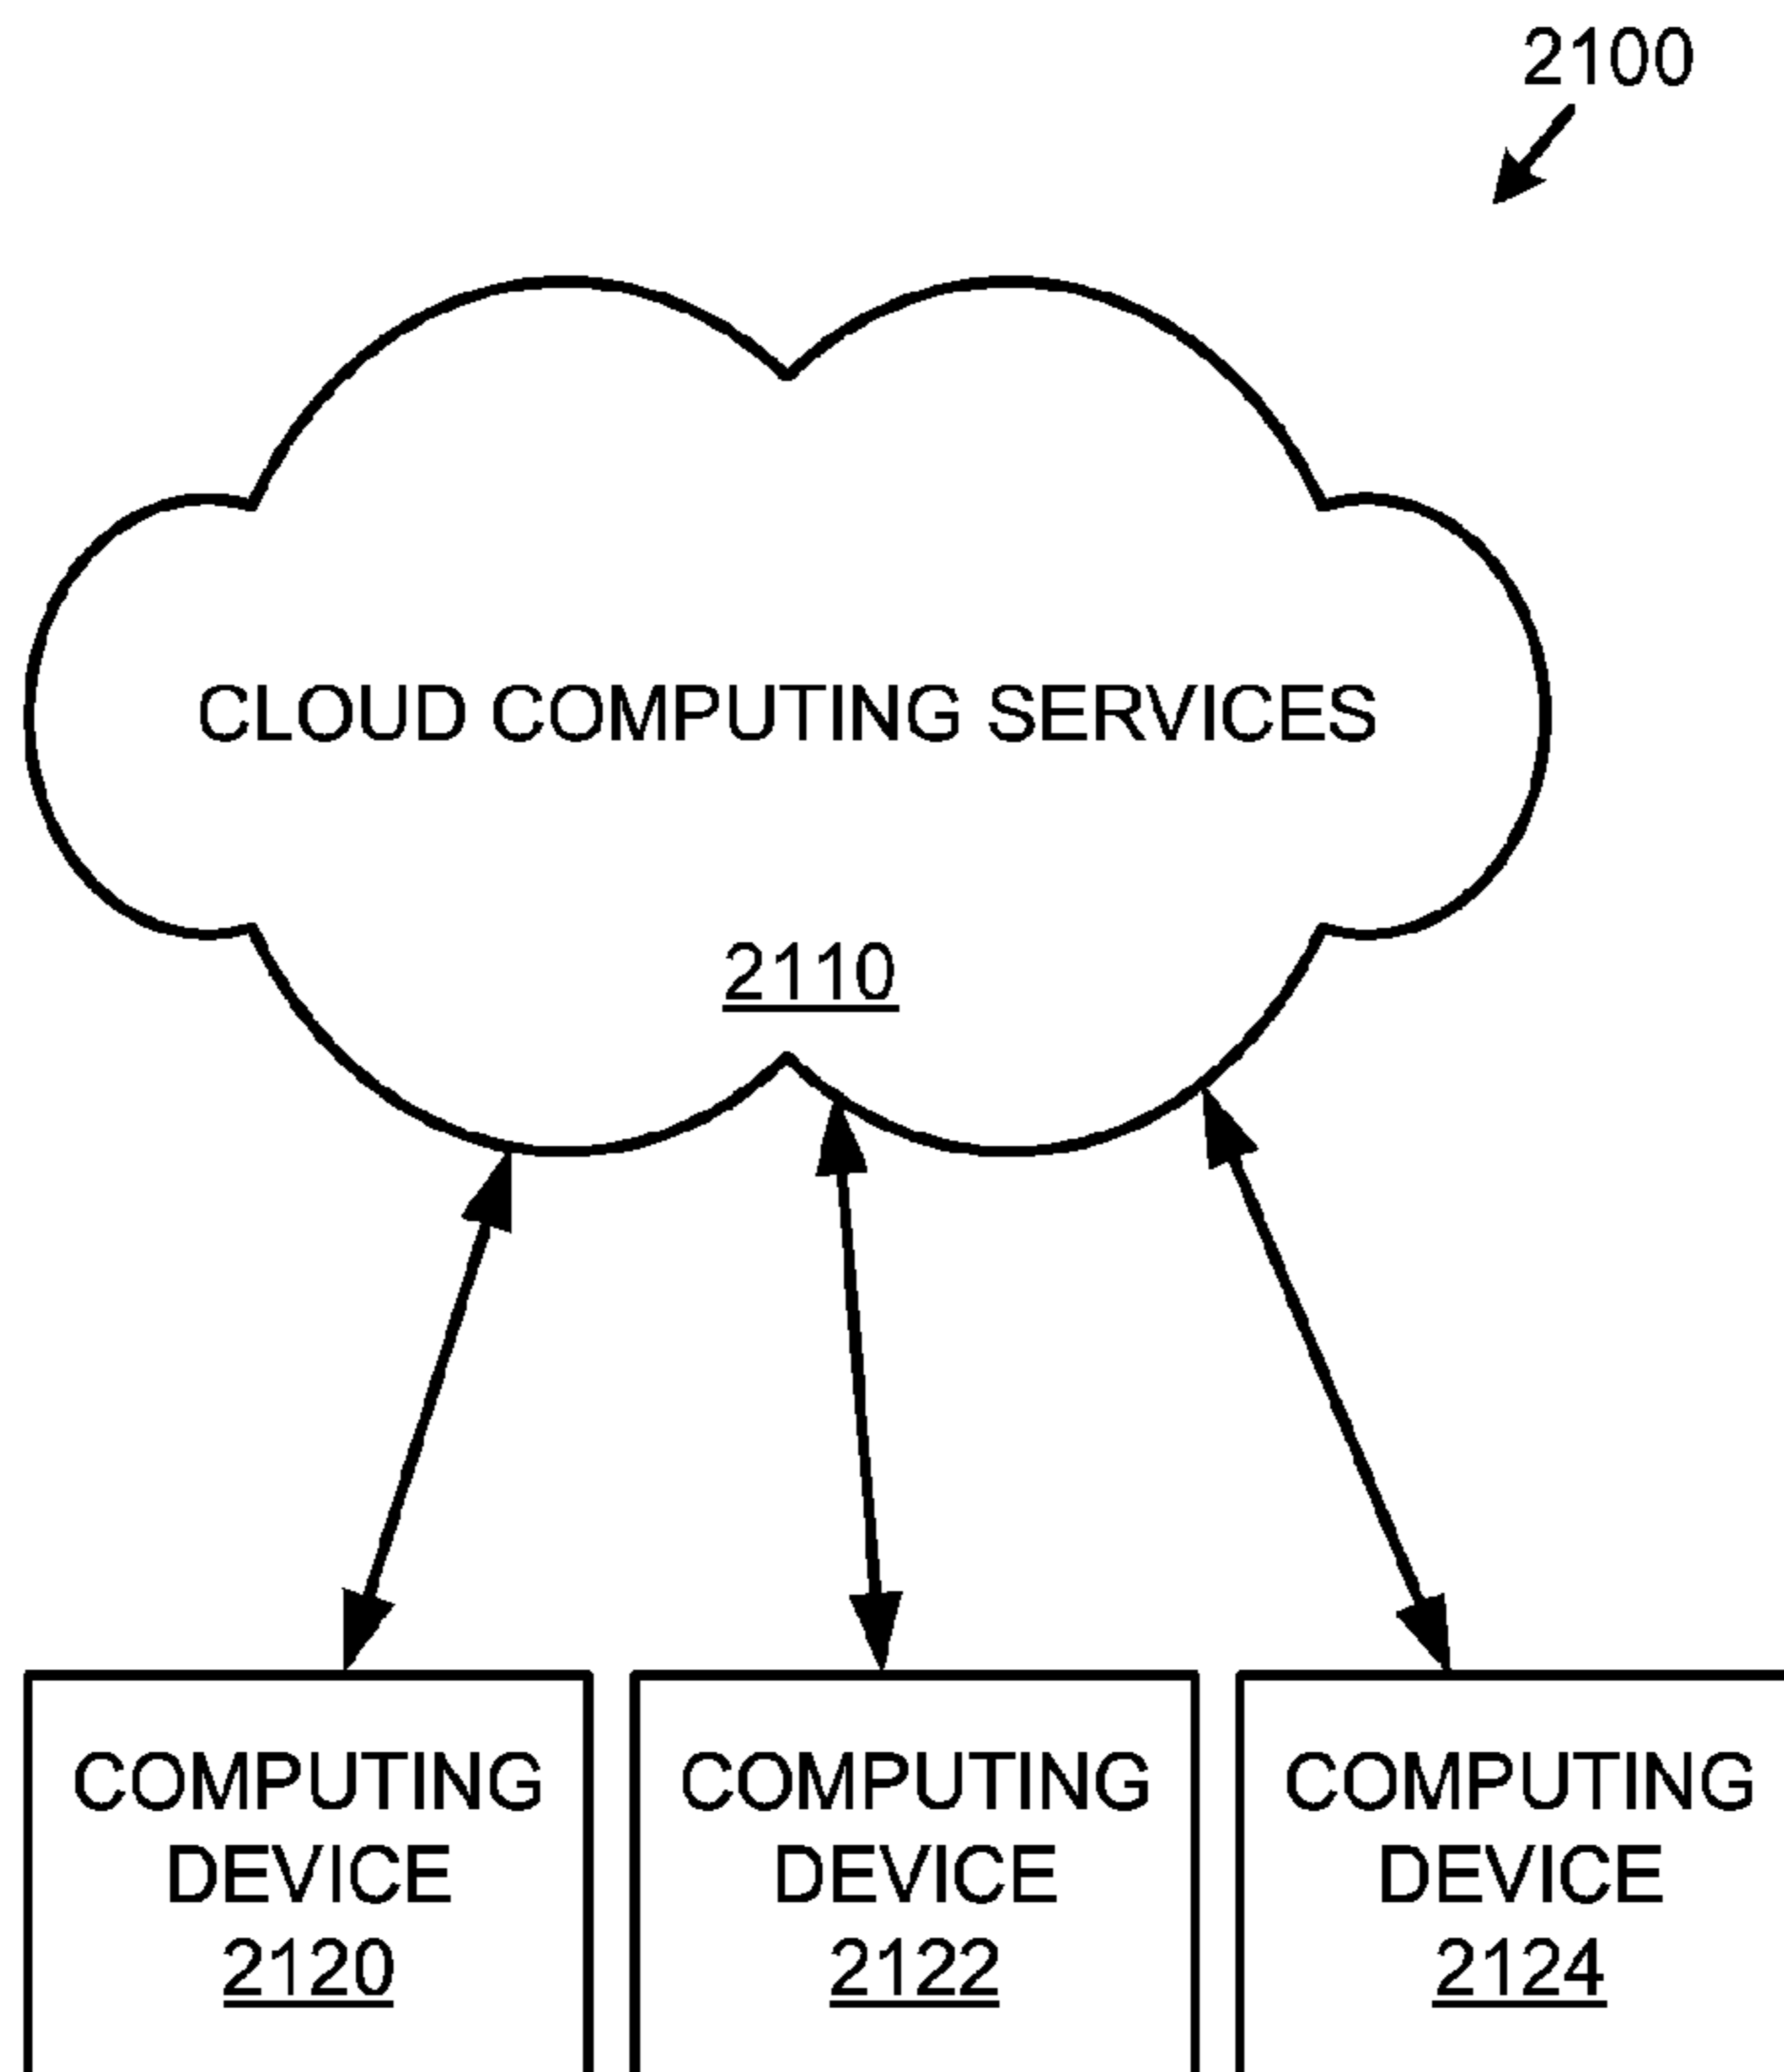 2100
CLOUD COMPUTING SERVICES
2110
COMPUTING
DEVICE
2120
COMPUTING
DEVICE
2122
COMPUTING
DEVICE
2124